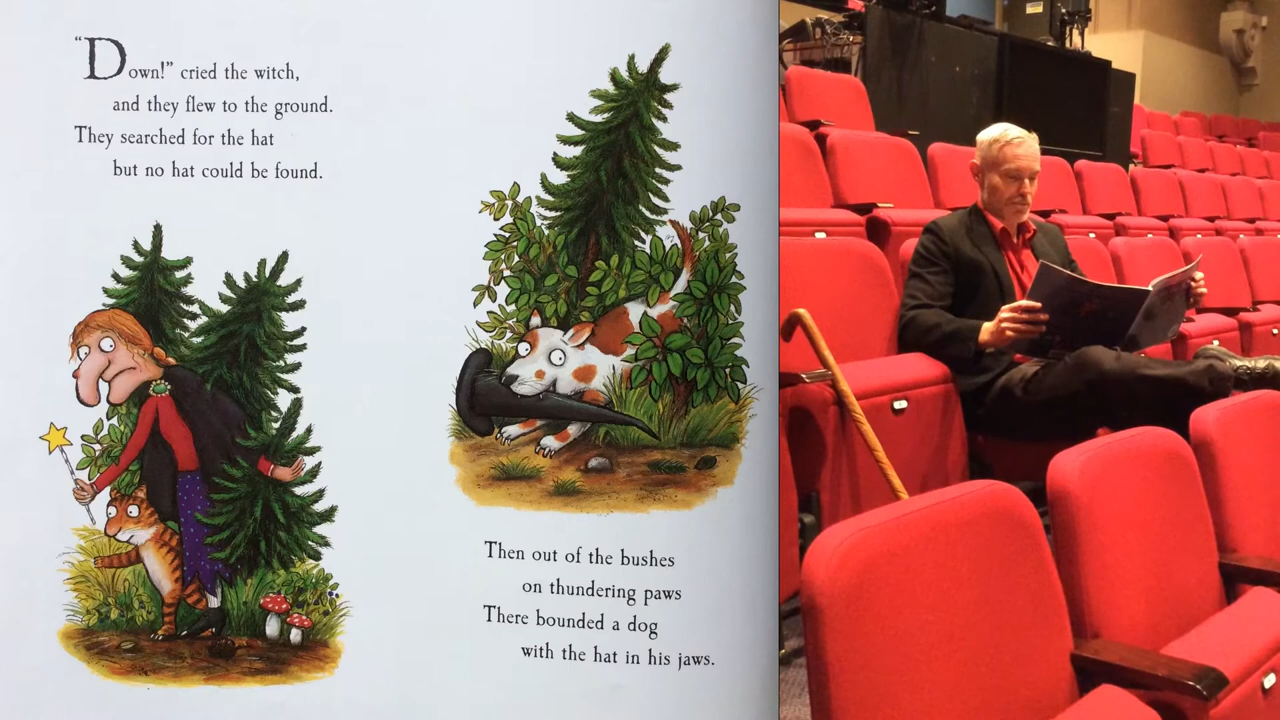 “Down!” cried the witch,
and they flew to the ground.
They searched for the hat
but no hat could be found.
Then out of the bushes
on thundering paws
There bounded a dog
with the hat in his jaws.